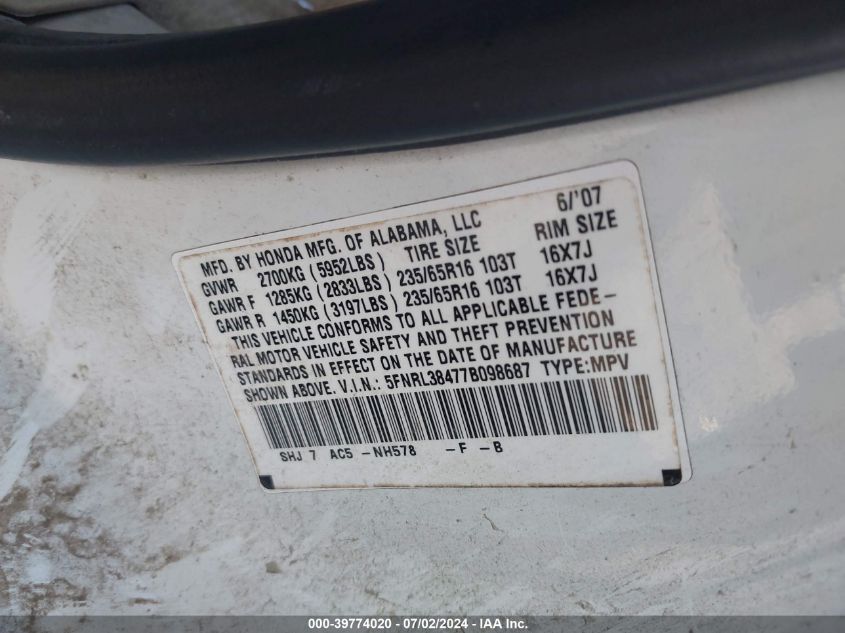 MFD. BY HONDA MFG. OF ALABAMA, LLC 6/'07
GVWR 2700KG (5952LBS) TIRE SIZE RIM SIZE
GAWR F 1285KG (2833LBS) 235/65R16 103T 16X7J
GAWR R 1450KG (3197LBS) 235/65R16 103T 16X7J
THIS VEHICLE CONFORMS TO ALL APPLICABLE FEDE-
RAL MOTOR VEHICLE SAFETY AND THEFT PREVENTION
STANDARDS IN EFFECT ON THE DATE OF MANUFACTURE
SHOWN ABOVE. V.I.N.: 5FNRL38477B098687 TYPE:MPV
SHJ 7 AC5 -NH578 -F -B
000-39774020 - 07/02/2024 - IAAI.com